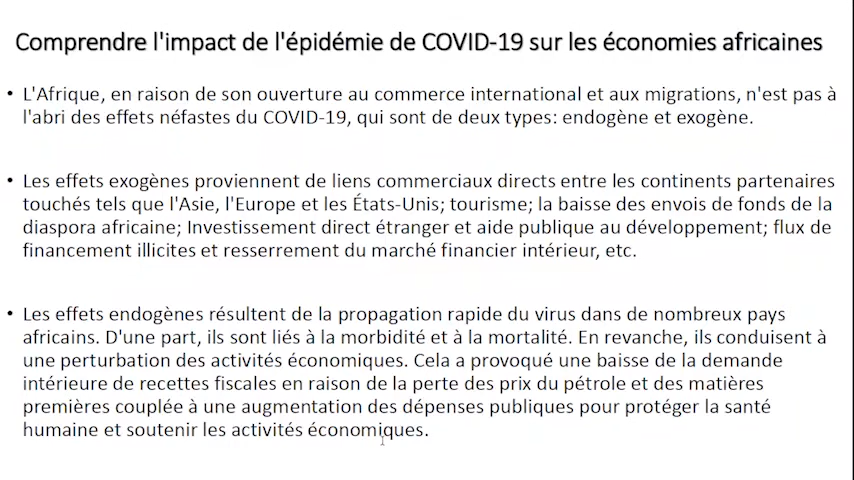 Comprendre l'impact de l'épidémie de COVID-19 sur les économies africaines
• L'Afrique, en raison de son ouverture au commerce international et aux migrations, n'est pas à
l'abri des effets néfastes du COVID-19, qui sont de deux types: endogène et exogène.
• Les effets exogènes proviennent de liens commerciaux directs entre les continents partenaires
touchés tels que l'Asie, l'Europe et les États-Unis; tourisme; la baisse des envois de fonds de la
diaspora africaine; Investissement direct étranger et aide publique au développement; flux de
financement illicites et resserrement du marché financier intérieur, etc.
• Les effets endogènes résultent de la propagation rapide du virus dans de nombreux pays
africains. D'une part, ils sont liés à la morbidité et à la mortalité. En revanche, ils conduisent à
une perturbation des activités économiques. Cela a provoqué une baisse de la demande
intérieure de recettes fiscales en raison de la perte des prix du pétrole et des matières
premières couplée à une augmentation des dépenses publiques pour protéger la santé
humaine et soutenir les activités économiques.